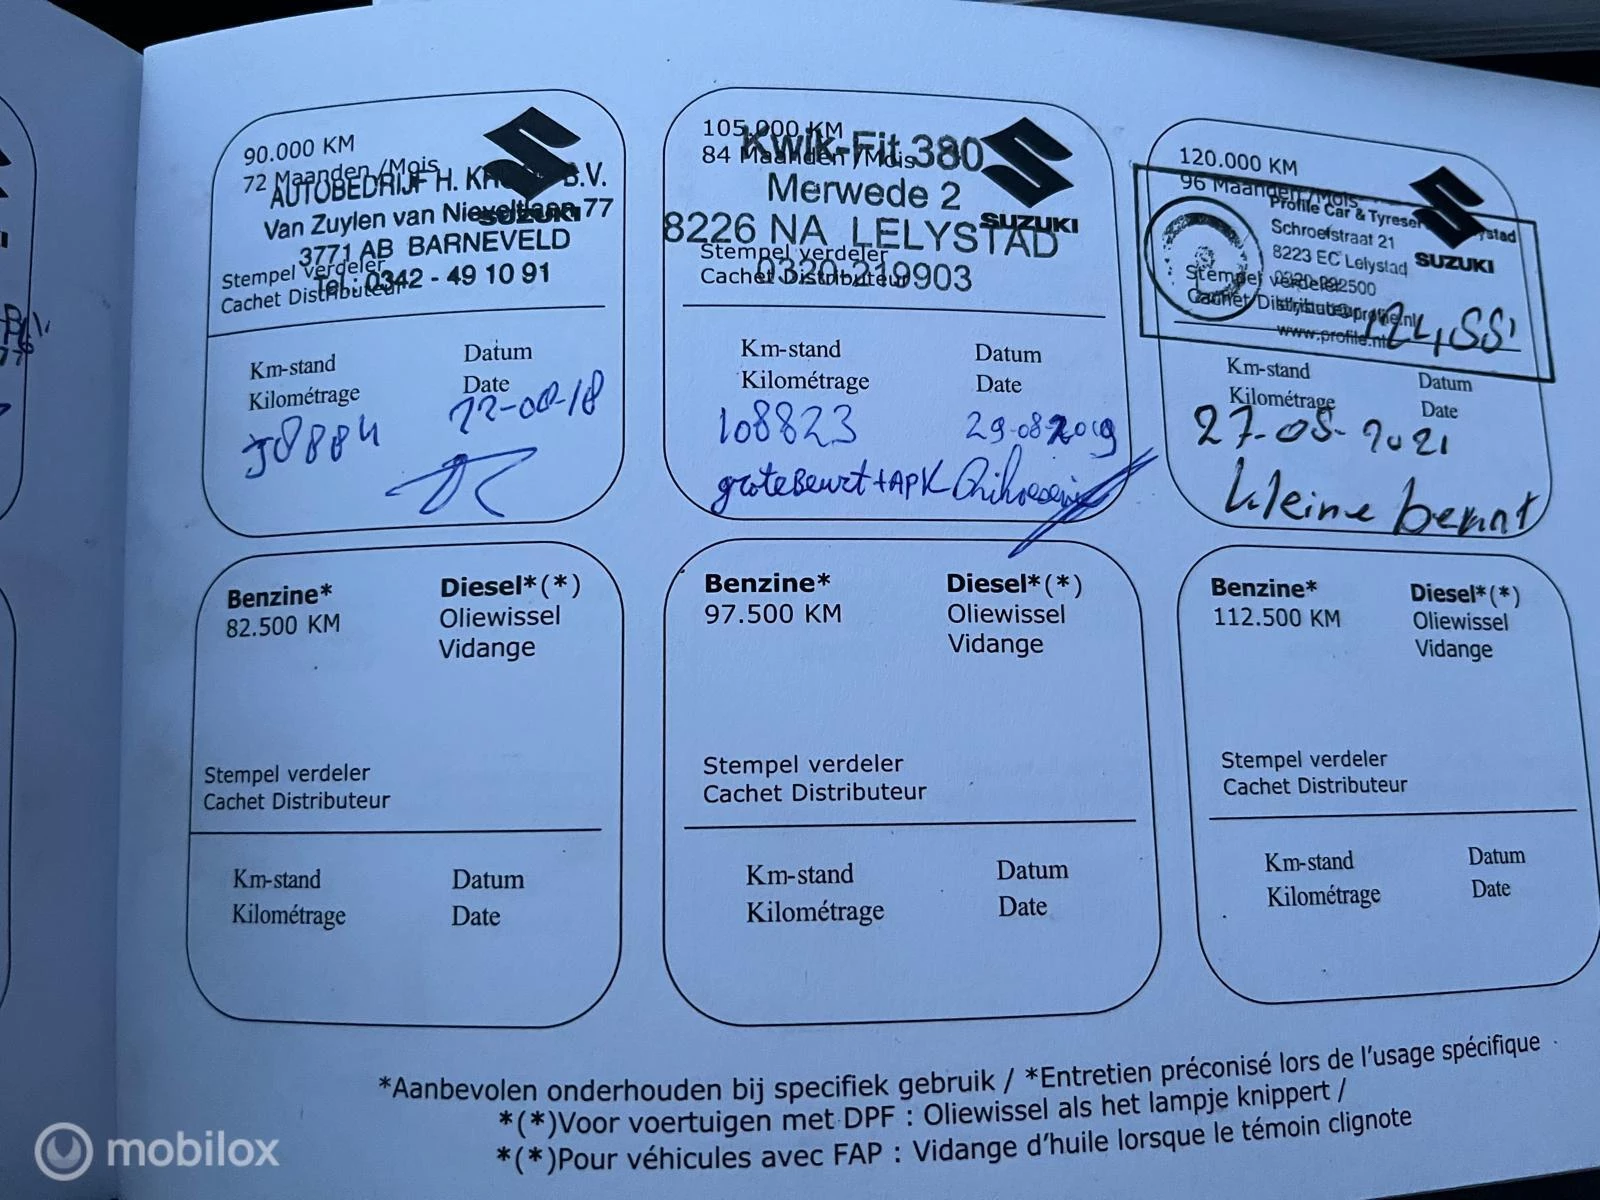 90.000 KM
72 Maanden/Mois
AUTOBEDRIJF H. B.V.
Van Zuylen van Nieveltlaan 77
SUZUKI
3771 AB BARNEVELD
Stempel verdeler
Tel.: 0342 - 49 10 91
Cachet Distributeur
Km-stand Datum
Kilométrage Date
105.000 KM
Kwik-Fit 380
84 Maanden/Mois
Merwede 2
SUZUKI
8226 NA LELYSTAD
Stempel verdeler
0320-219903
Cachet Distributeur
Km-stand Datum
Kilométrage Date
108823 29-08-2019
grote Beurt + APK
120.000 KM
96 Maanden/Mois
Profile Car & Tyreservice Lelystad
Schroefstraat 21
8223 EC Lelystad
SUZUKI
Stempel verdeler
Cachet Distributeur
www.profile.nl
Km-stand Datum
Kilométrage Date
27-08-2021
kleine beurt
Benzine* Diesel*(*)
82.500 KM Oliewissel
Vidange
Stempel verdeler
Cachet Distributeur
Km-stand Datum
Kilométrage Date
Benzine* Diesel*(*)
97.500 KM Oliewissel
Vidange
Stempel verdeler
Cachet Distributeur
Km-stand Datum
Kilométrage Date
Benzine* Diesel*(*)
112.500 KM Oliewissel
Vidange
Stempel verdeler
Cachet Distributeur
Km-stand Datum
Kilométrage Date
*Aanbevolen onderhouden bij specifiek gebruik / *Entretien préconisé lors de l'usage spécifique
*(*)Voor voertuigen met DPF : Oliewissel als het lampje knippert /
*(*)Pour véhicules avec FAP : Vidange d'huile lorsque le témoin clignote
mobilox